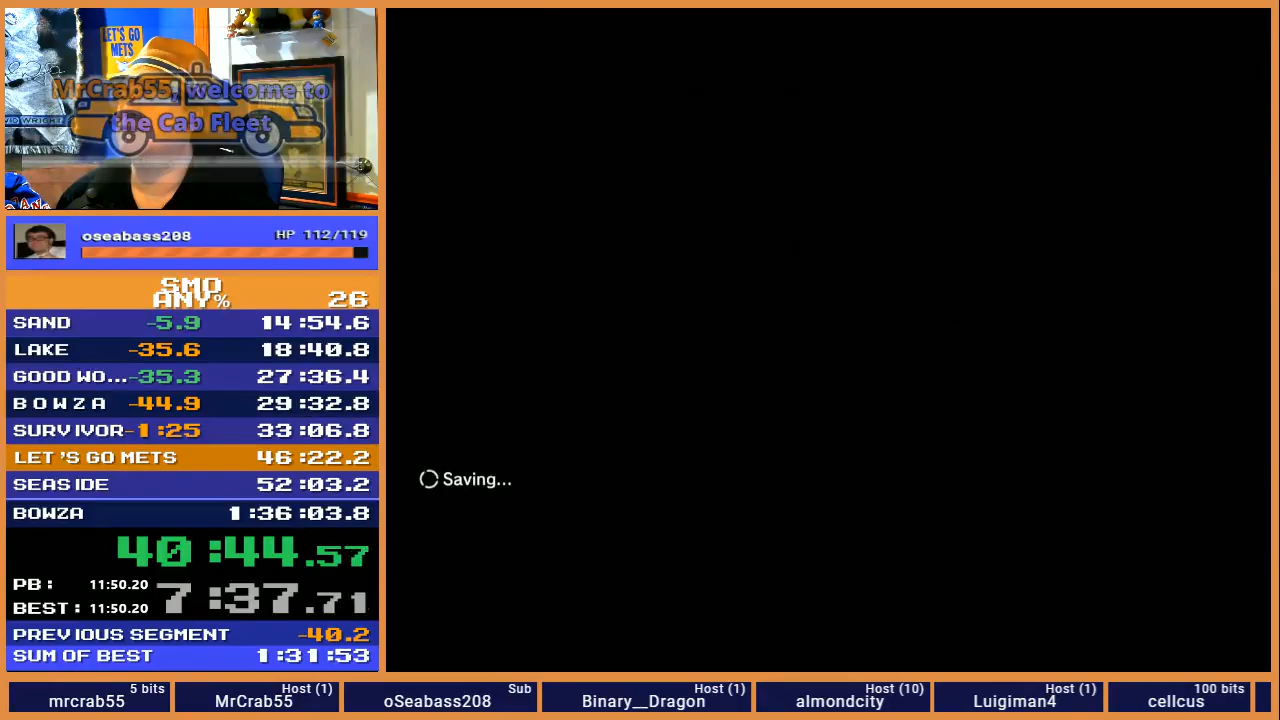 LET'S GO
METS
MrCrab55, welcome to
the Cab Fleet
oseabass208 HP 112/119
SMO
ANY% 26
SAND -5.9 14:54.6
LAKE -35.6 18:40.8
GOOD WO...-35.3 27:36.4
BOWZA -44.9 29:32.8
SURVIVOR-1:25 33:06.8
LET'S GO METS 46:22.2
SEASIDE 52:03.2
BOWZA 1:36:03.8
40:44.57
PB: 11:50.20
BEST: 11:50.20
7:37.71
PREVIOUS SEGMENT -40.2
SUM OF BEST 1:31:53
Saving...
5 bits
mrcrab55
Host (1)
MrCrab55
Sub
oSeabass208
Host (1)
Binary__Dragon
Host (10)
almondcity
Host (1)
Luigiman4
100 bits
cellcus